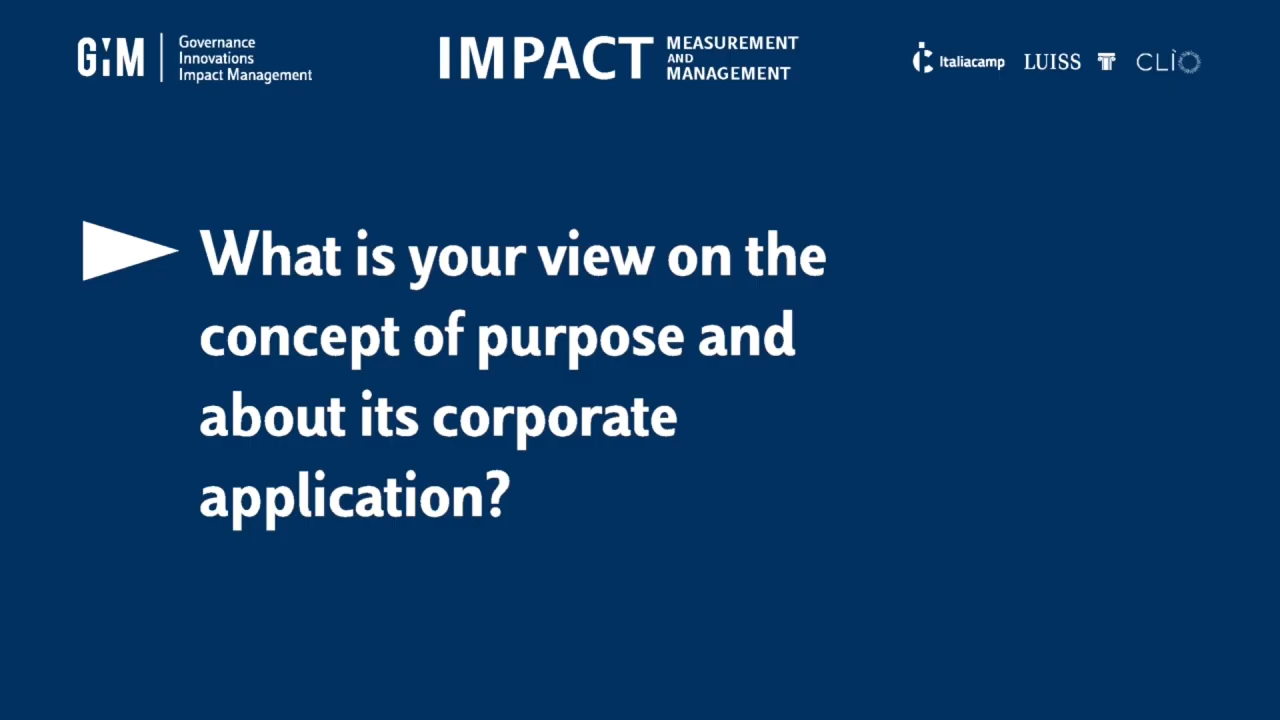 GIM
Governance
Innovations
Impact Management
IMPACT
MEASUREMENT
AND
MANAGEMENT
Italiacamp
LUISS
CLIO
What is your view on the
concept of purpose and
about its corporate
application?